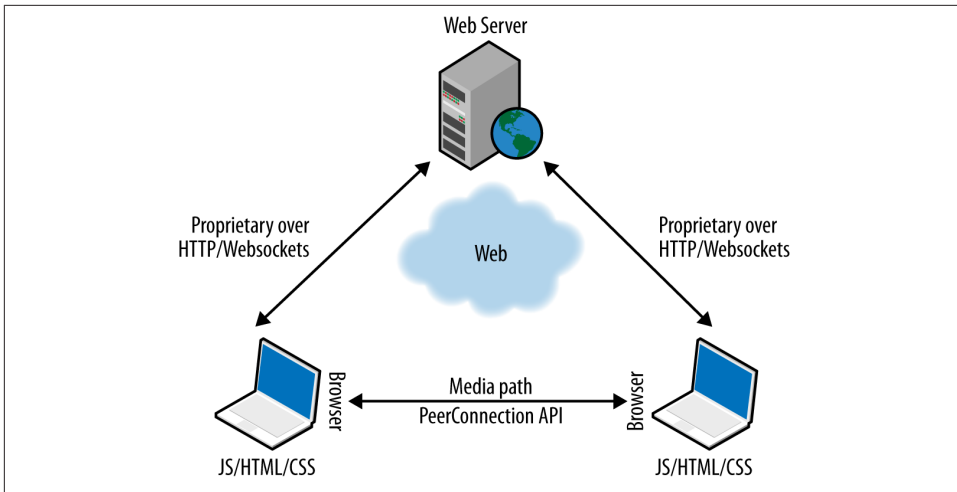 Web Server
Proprietary over
HTTP/Websockets
Proprietary over
HTTP/Websockets
Web
Browser
Media path
PeerConnection API
Browser
JS/HTML/CSS
JS/HTML/CSS